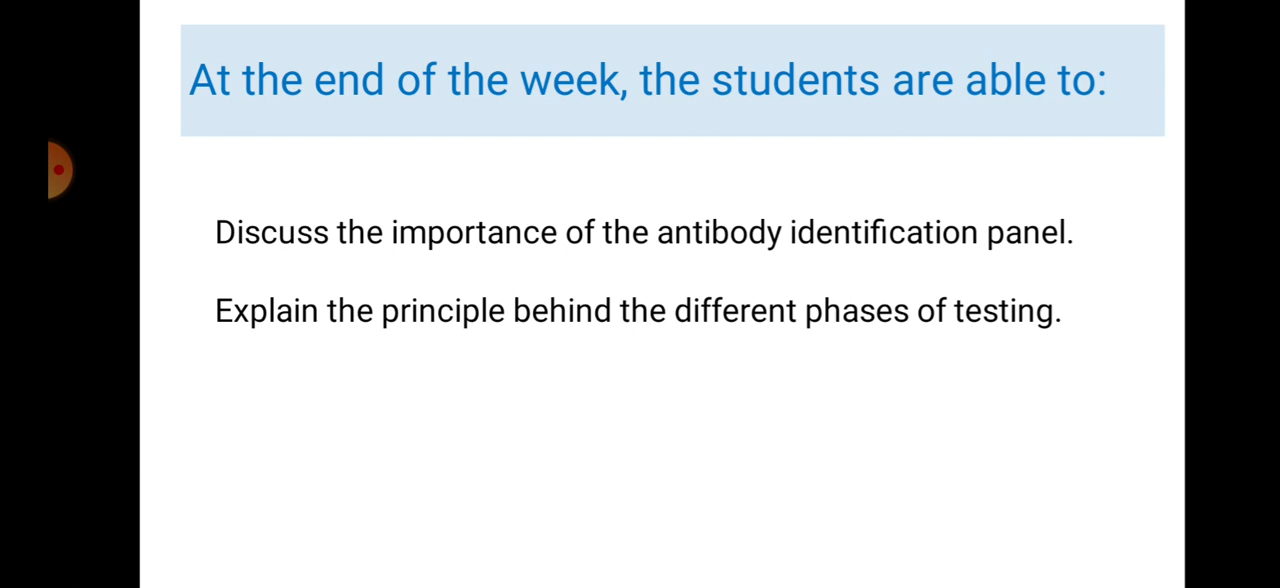 At the end of the week, the students are able to:
Discuss the importance of the antibody identification panel.
Explain the principle behind the different phases of testing.